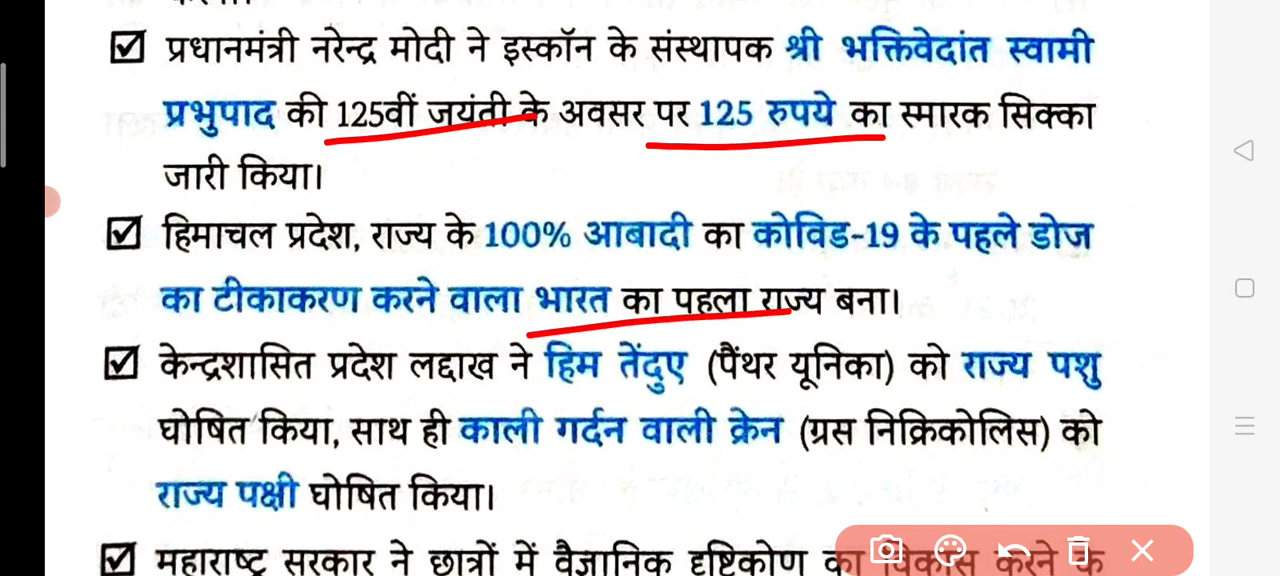 प्रधानमंत्री नरेन्द्र मोदी ने इस्कॉन के संस्थापक श्री भक्तिवेदांत स्वामी
प्रभुपाद की 125वीं जयंती के अवसर पर 125 रुपये का स्मारक सिक्का
जारी किया।
हिमाचल प्रदेश, राज्य के 100% आबादी का कोविड-19 के पहले डोज
का टीकाकरण करने वाला भारत का पहला राज्य बना।
केन्द्रशासित प्रदेश लद्दाख ने हिम तेंदुए (पैंथर यूनिका) को राज्य पशु
घोषित किया, साथ ही काली गर्दन वाली क्रेन (ग्रस निक्रिकोलिस) को
राज्य पक्षी घोषित किया।
महाराष्ट्र सरकार ने छात्रों में वैज्ञानिक दृष्टिकोण का विकास करने के